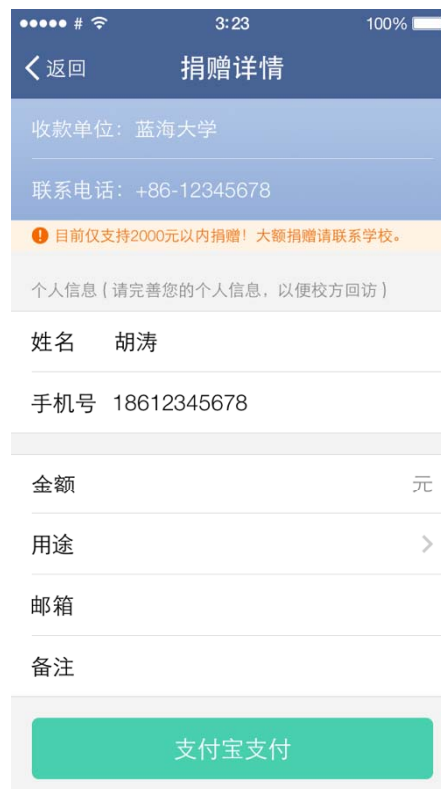 ••••• # 3:23 100%
返回 捐赠详情
收款单位：蓝海大学
联系电话：+86-12345678
目前仅支持2000元以内捐赠！大额捐赠请联系学校。
个人信息（请完善您的个人信息，以便校方回访）
姓名 胡涛
手机号 18612345678
金额 元
用途
邮箱
备注
支付宝支付